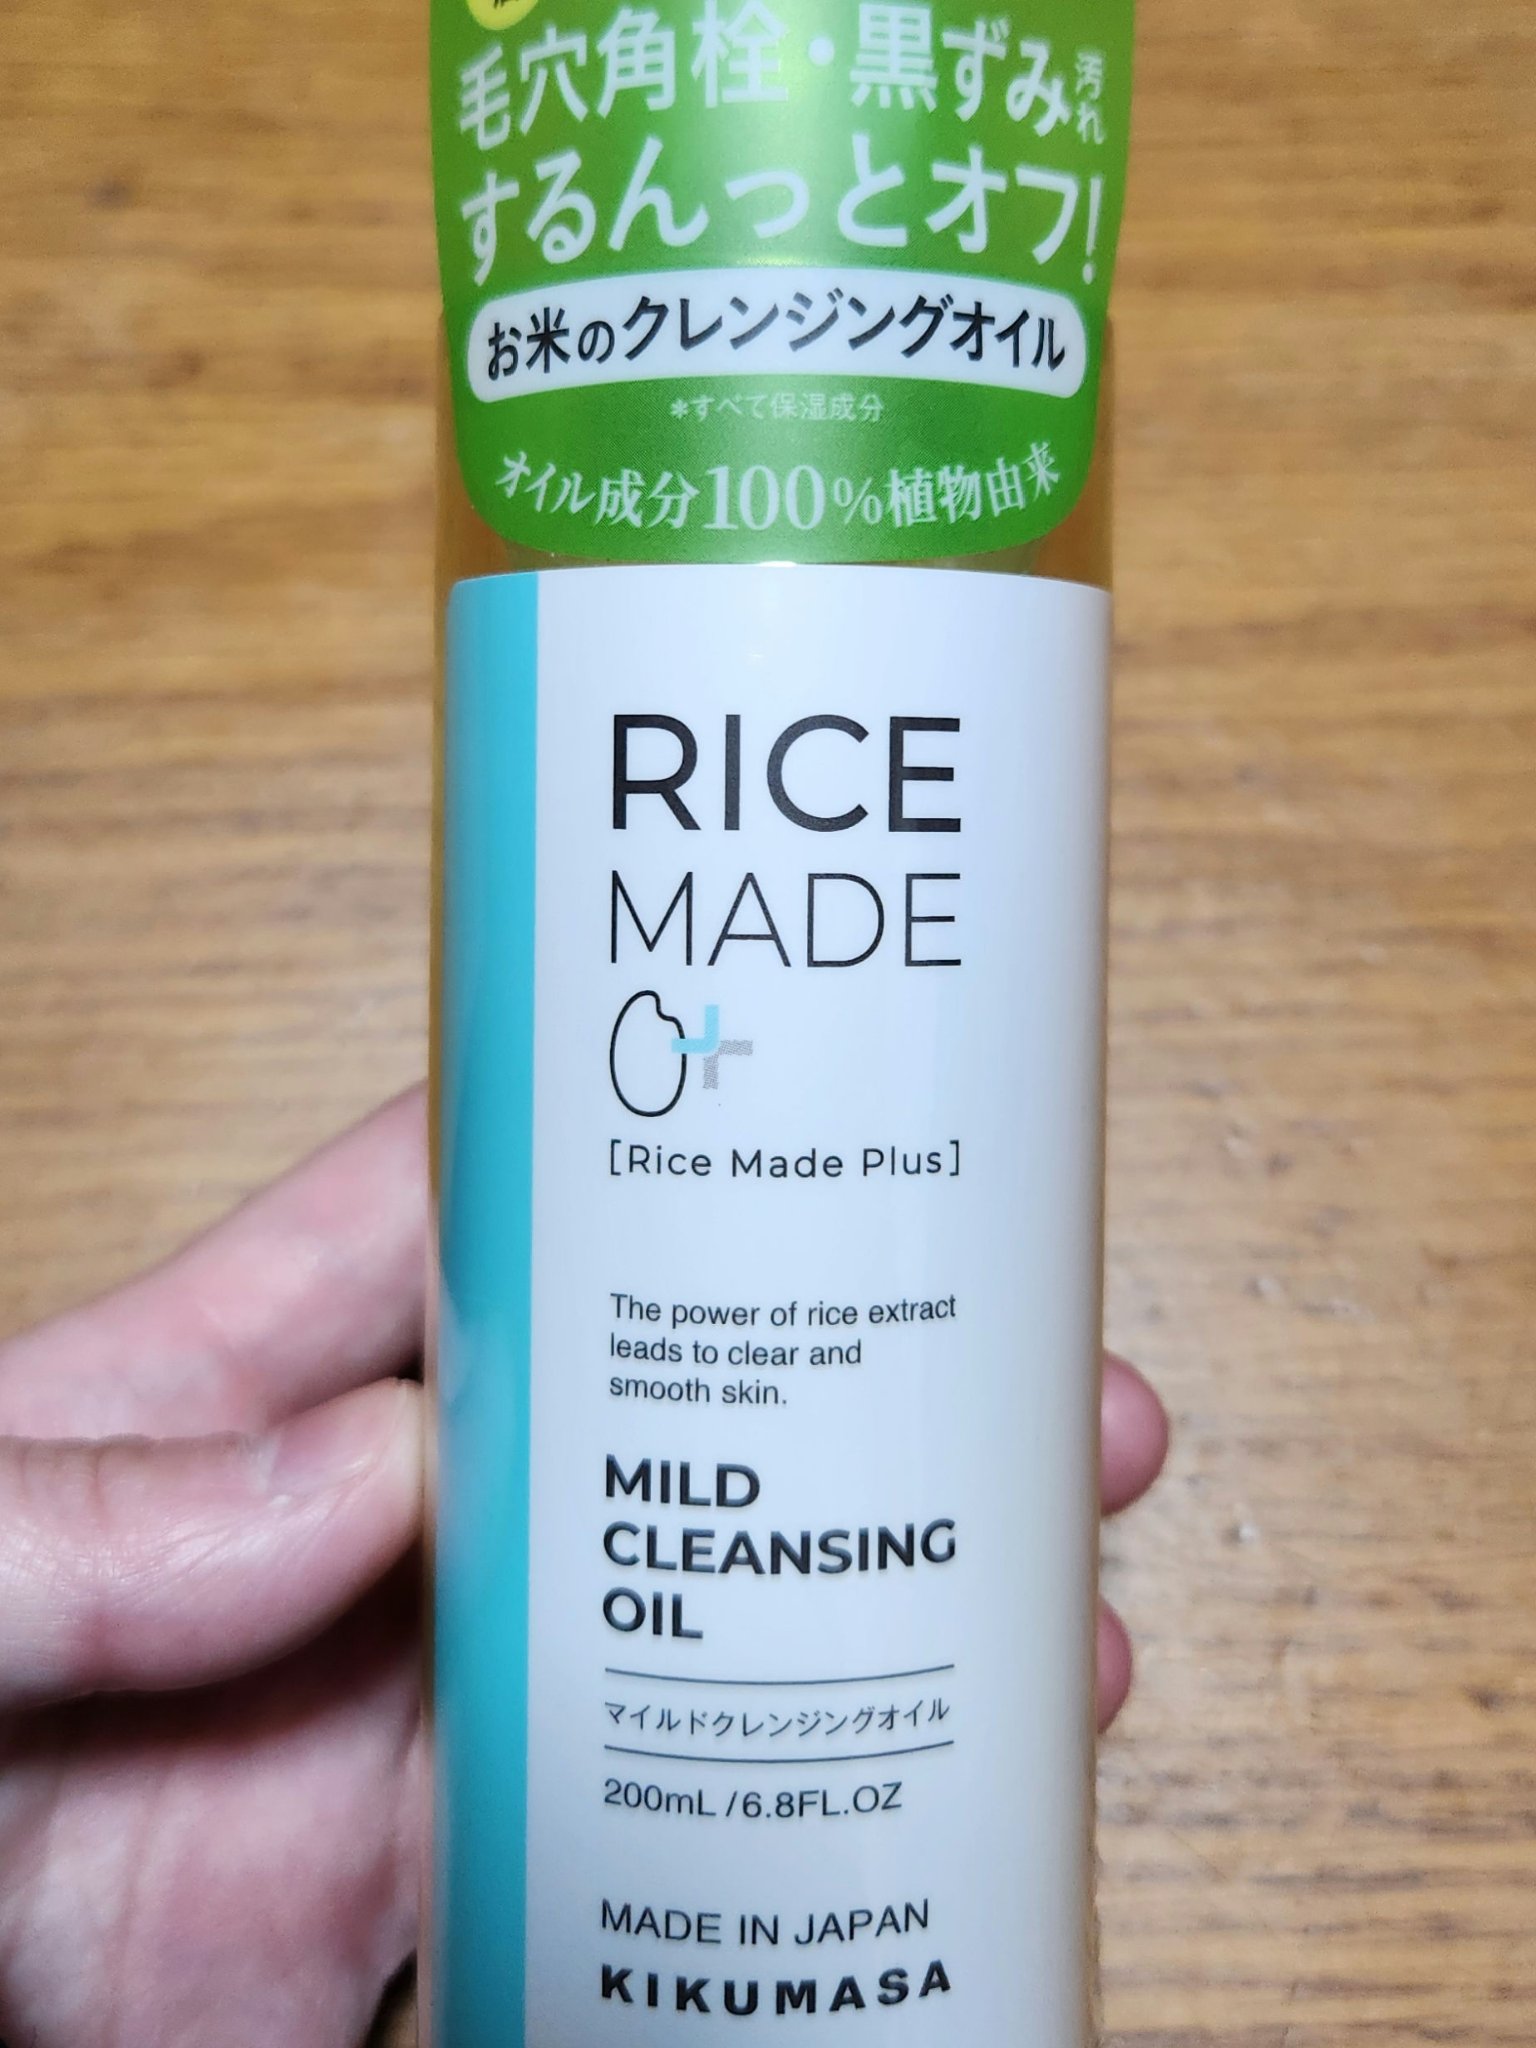 毛穴角栓・黒ずみ汚れ
するんっとオフ!
お米のクレンジングオイル
*すべて保湿成分
オイル成分100%植物由来
RICE
MADE
[Rice Made Plus]
The power of rice extract
leads to clear and
smooth skin.
MILD
CLEANSING
OIL
マイルドクレンジングオイル
200mL/6.8FL.OZ
MADE IN JAPAN
KIKUMASA